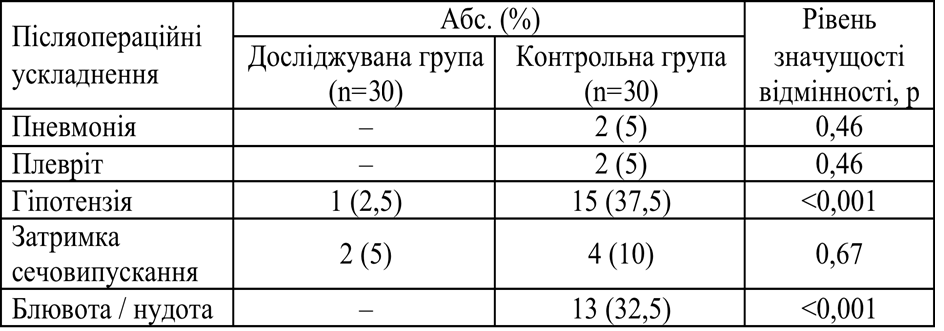 Післяопераційні ускладнення
Абс. (%)
Рівень значущості відмінності, р
Досліджувана група (n=30)
Контрольна група (n=30)
Пневмонія – 2 (5) 0,46
Плевріт – 2 (5) 0,46
Гіпотензія 1 (2,5) 15 (37,5) <0,001
Затримка сечовипускання 2 (5) 4 (10) 0,67
Блювота / нудота – 13 (32,5) <0,001